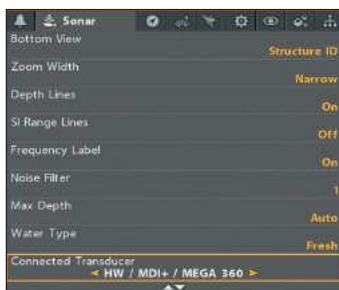 Sonar
Bottom View
Structure ID
Zoom Width
Narrow
Depth Lines
On
SI Range Lines
Off
Frequency Label
On
Noise Filter
1
Max Depth
Auto
Water Type
Fresh
Connected Transducer
HW / MDI+ / MEGA 360